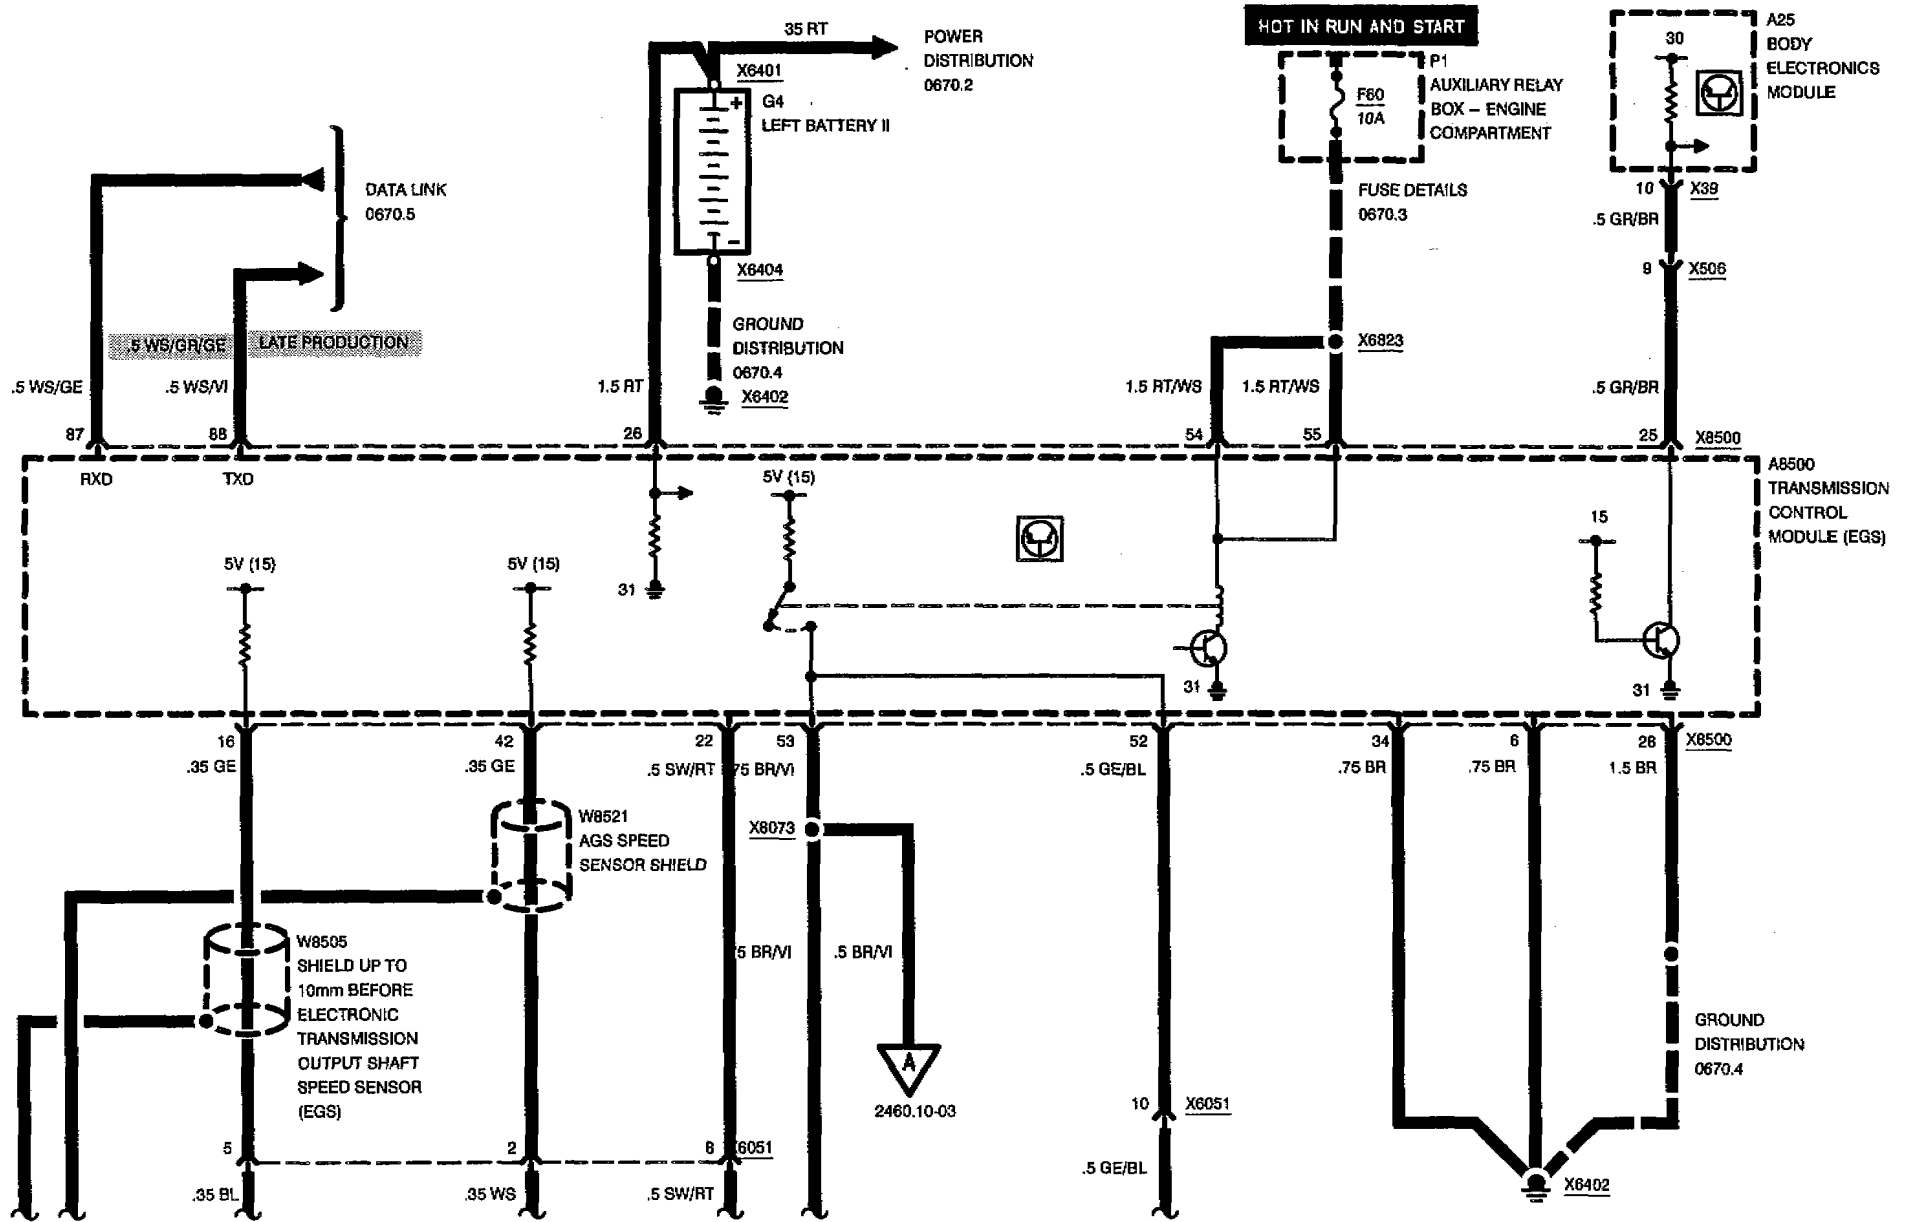 HOT IN RUN AND START
35 RT
POWER
DISTRIBUTION
0670.2
X6401
+
G4
LEFT BATTERY II
-
X6404
GROUND
DISTRIBUTION
0670.4
X6402
P1
AUXILIARY RELAY
BOX – ENGINE
COMPARTMENT
F60
10A
FUSE DETAILS
0670.3
X6823
30
A25
BODY
ELECTRONICS
MODULE
10
X39
.5 GR/BR
9
X506
.5 GR/BR
DATA LINK
0670.5
.5 WS/GR/GE
LATE PRODUCTION
.5 WS/GE
.5 WS/VI
1.5 RT
1.5 RT/WS
1.5 RT/WS
87
88
26
54
55
25
X8500
RXD
TXD
5V (15)
A8500
TRANSMISSION
CONTROL
MODULE (EGS)
15
5V (15)
5V (15)
31
31
31
16
42
22
53
52
34
6
28
X8500
.35 GE
.35 GE
.5 SW/RT
75 BR/VI
.5 GE/BL
.75 BR
.75 BR
1.5 BR
W8521
AGS SPEED
SENSOR SHIELD
X8073
W8505
SHIELD UP TO
10mm BEFORE
ELECTRONIC
TRANSMISSION
OUTPUT SHAFT
SPEED SENSOR
(EGS)
5 BR/VI
.5 BR/VI
A
2460.10-03
GROUND
DISTRIBUTION
0670.4
10
X6051
5
2
8
X6051
.35 BL
.35 WS
.5 SW/RT
.5 GE/BL
X6402